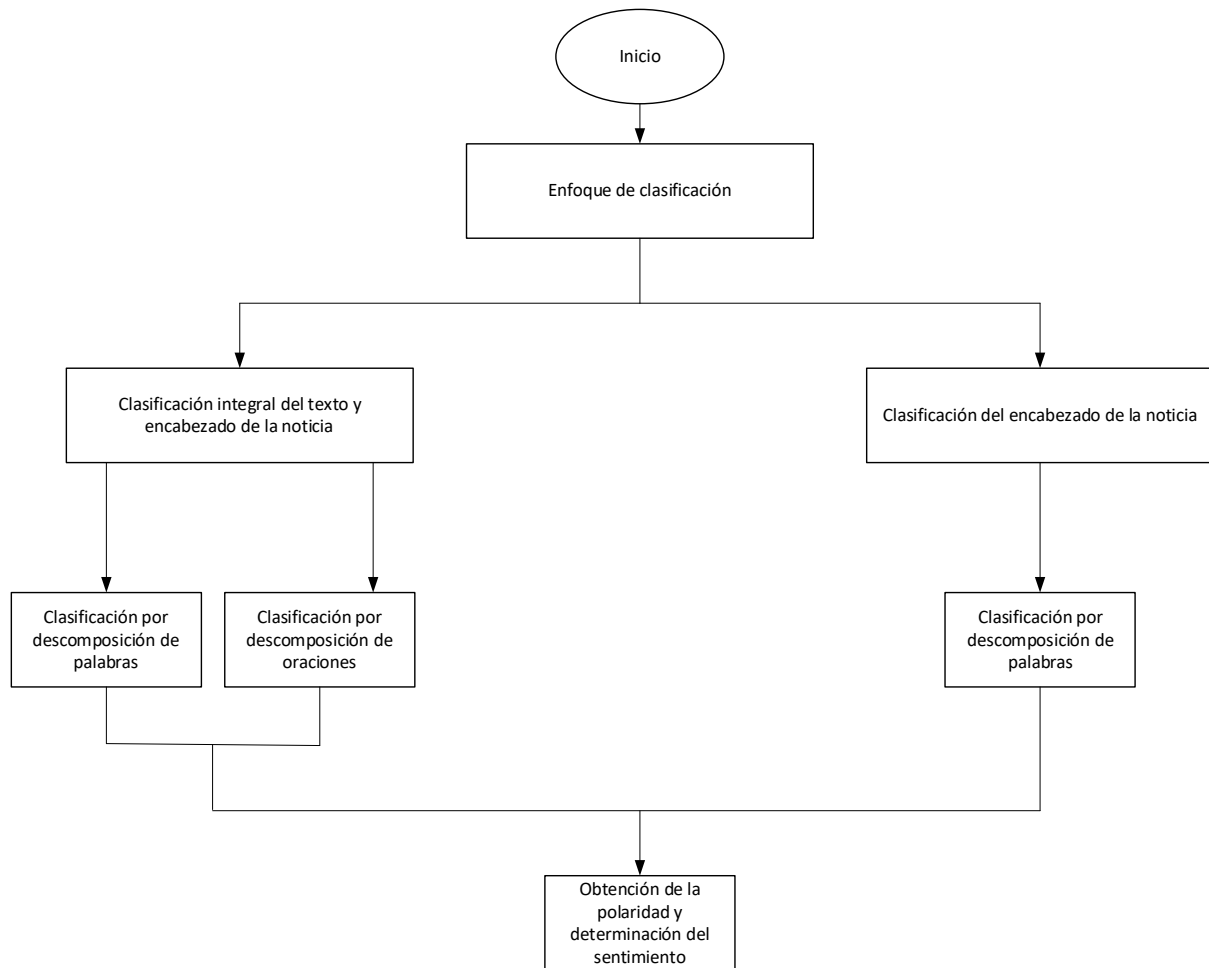 Inicio
Enfoque de clasificación
Clasificación integral del texto y
encabezado de la noticia
Clasificación del encabezado de la noticia
Clasificación por
descomposición de
palabras
Clasificación por
descomposición de
oraciones
Clasificación por
descomposición de
palabras
Obtención de la
polaridad y
determinación del
sentimiento